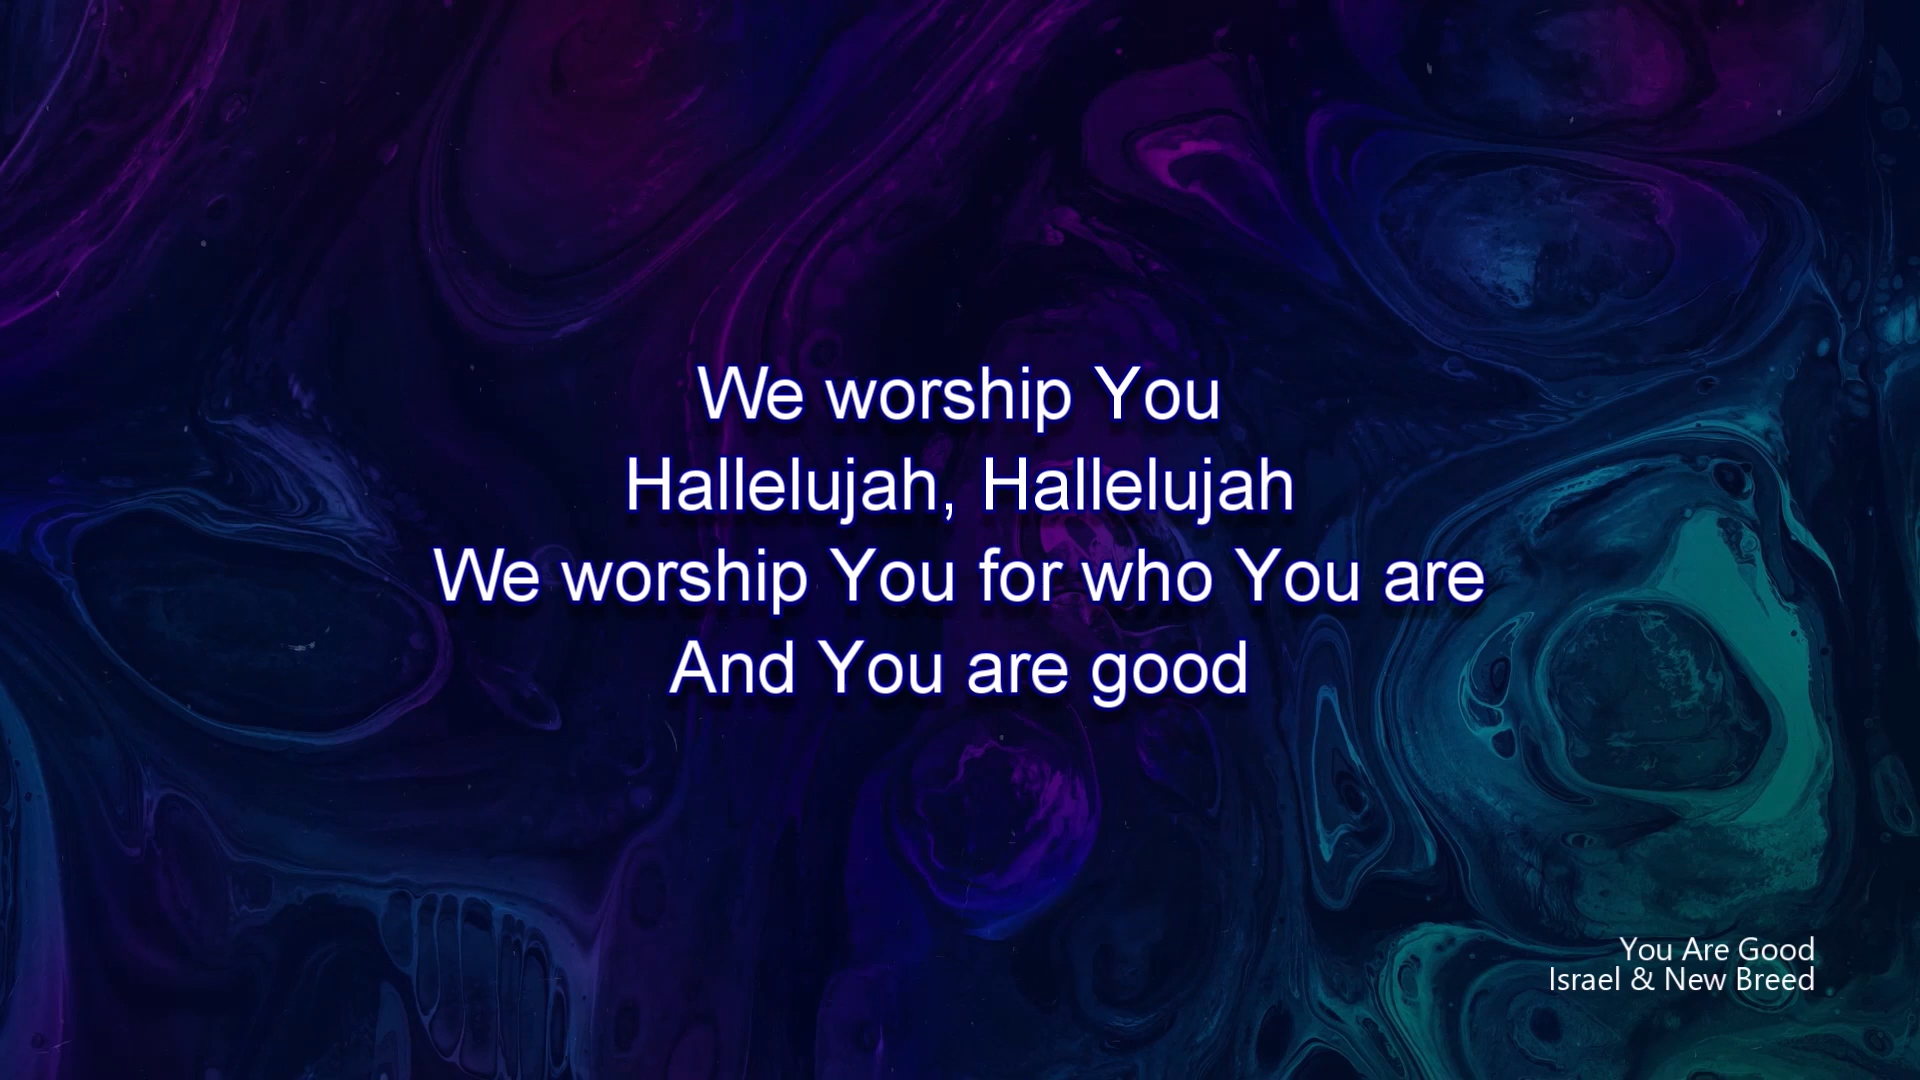 We worship You
Hallelujah, Hallelujah
We worship You for who You are
And You are good
You Are Good
Israel & New Breed